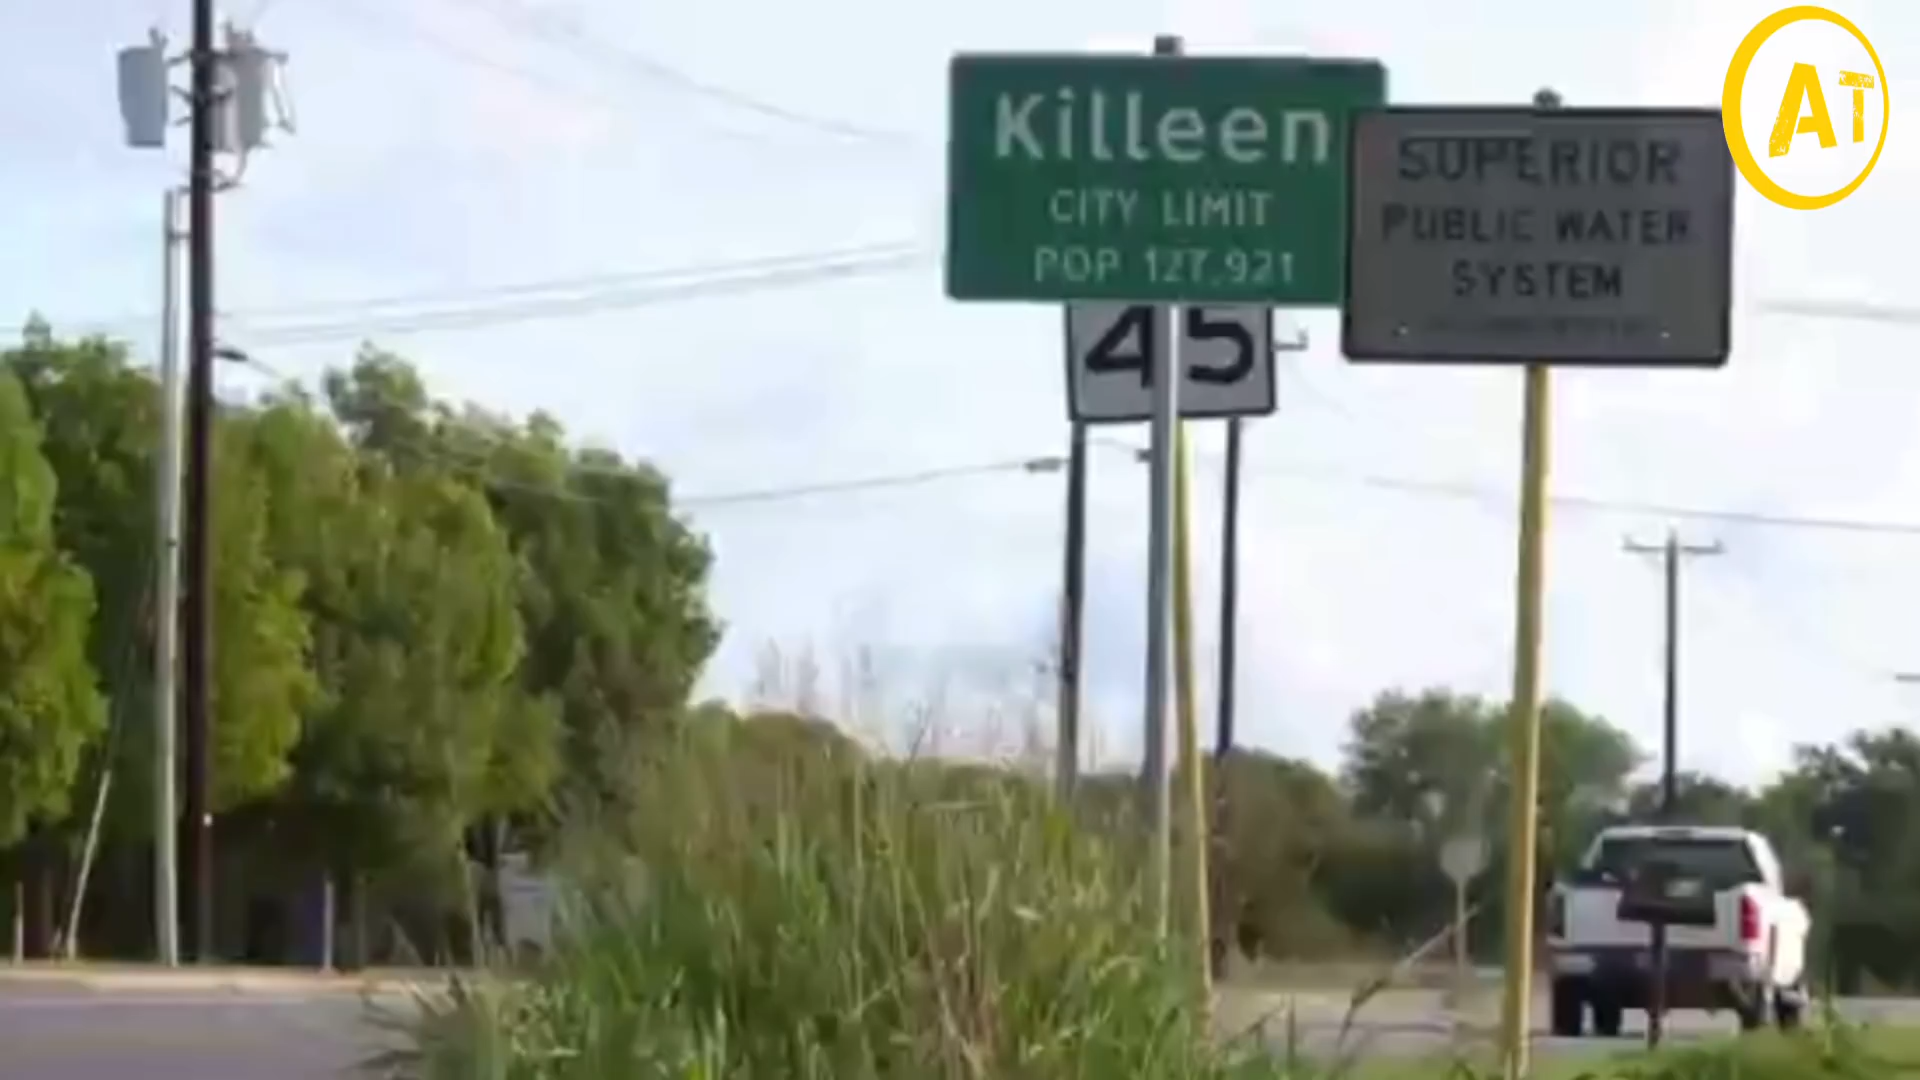 Killeen
CITY LIMIT
POP 127,921
45
SUPERIOR
PUBLIC WATER
SYSTEM
AT